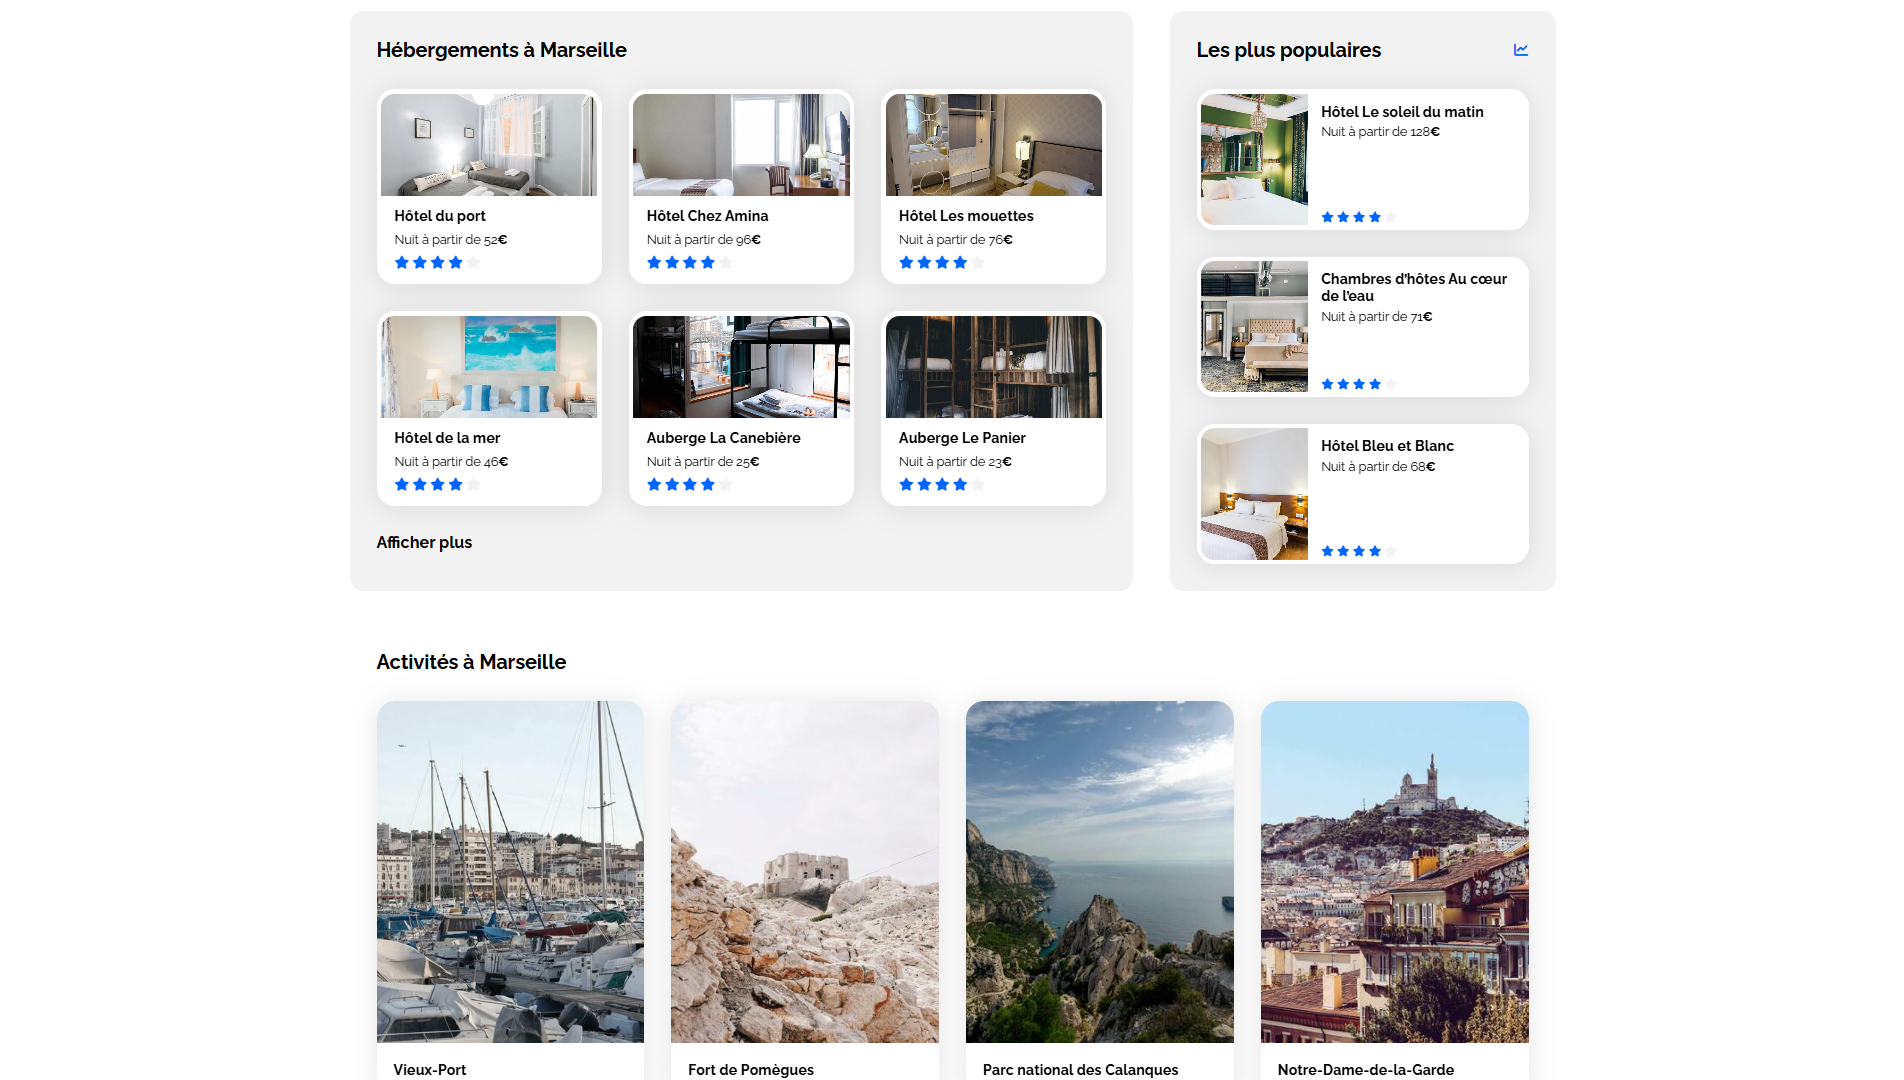 Hébergements à Marseille
Hôtel du port
Nuit à partir de 52€
Hôtel Chez Amina
Nuit à partir de 96€
Hôtel Les mouettes
Nuit à partir de 76€
Hôtel de la mer
Nuit à partir de 46€
Auberge La Canebière
Nuit à partir de 25€
Auberge Le Panier
Nuit à partir de 23€
Afficher plus
Les plus populaires
Hôtel Le soleil du matin
Nuit à partir de 128€
Chambres d’hôtes Au cœur
de l’eau
Nuit à partir de 71€
Hôtel Bleu et Blanc
Nuit à partir de 68€
Activités à Marseille
Vieux-Port
Fort de Pomègues
Parc national des Calanques
Notre-Dame-de-la-Garde